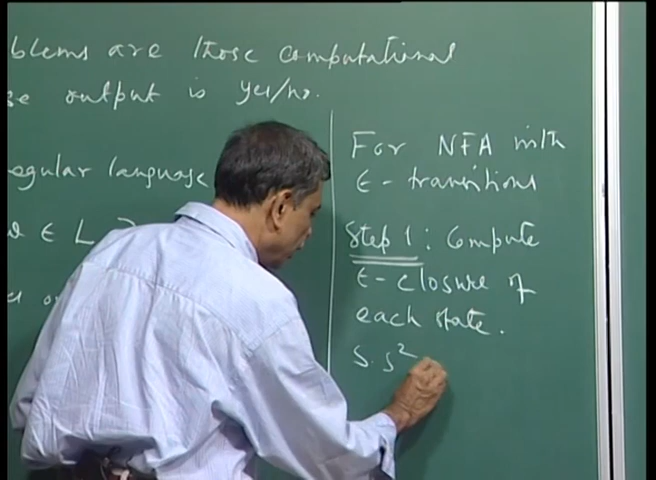 blems are those computational
se output is yes/no.
egular language
∈ L ?
For NFA with
ϵ - transitions
Step 1 : Compute
ϵ - closure of
each state.
S. S²